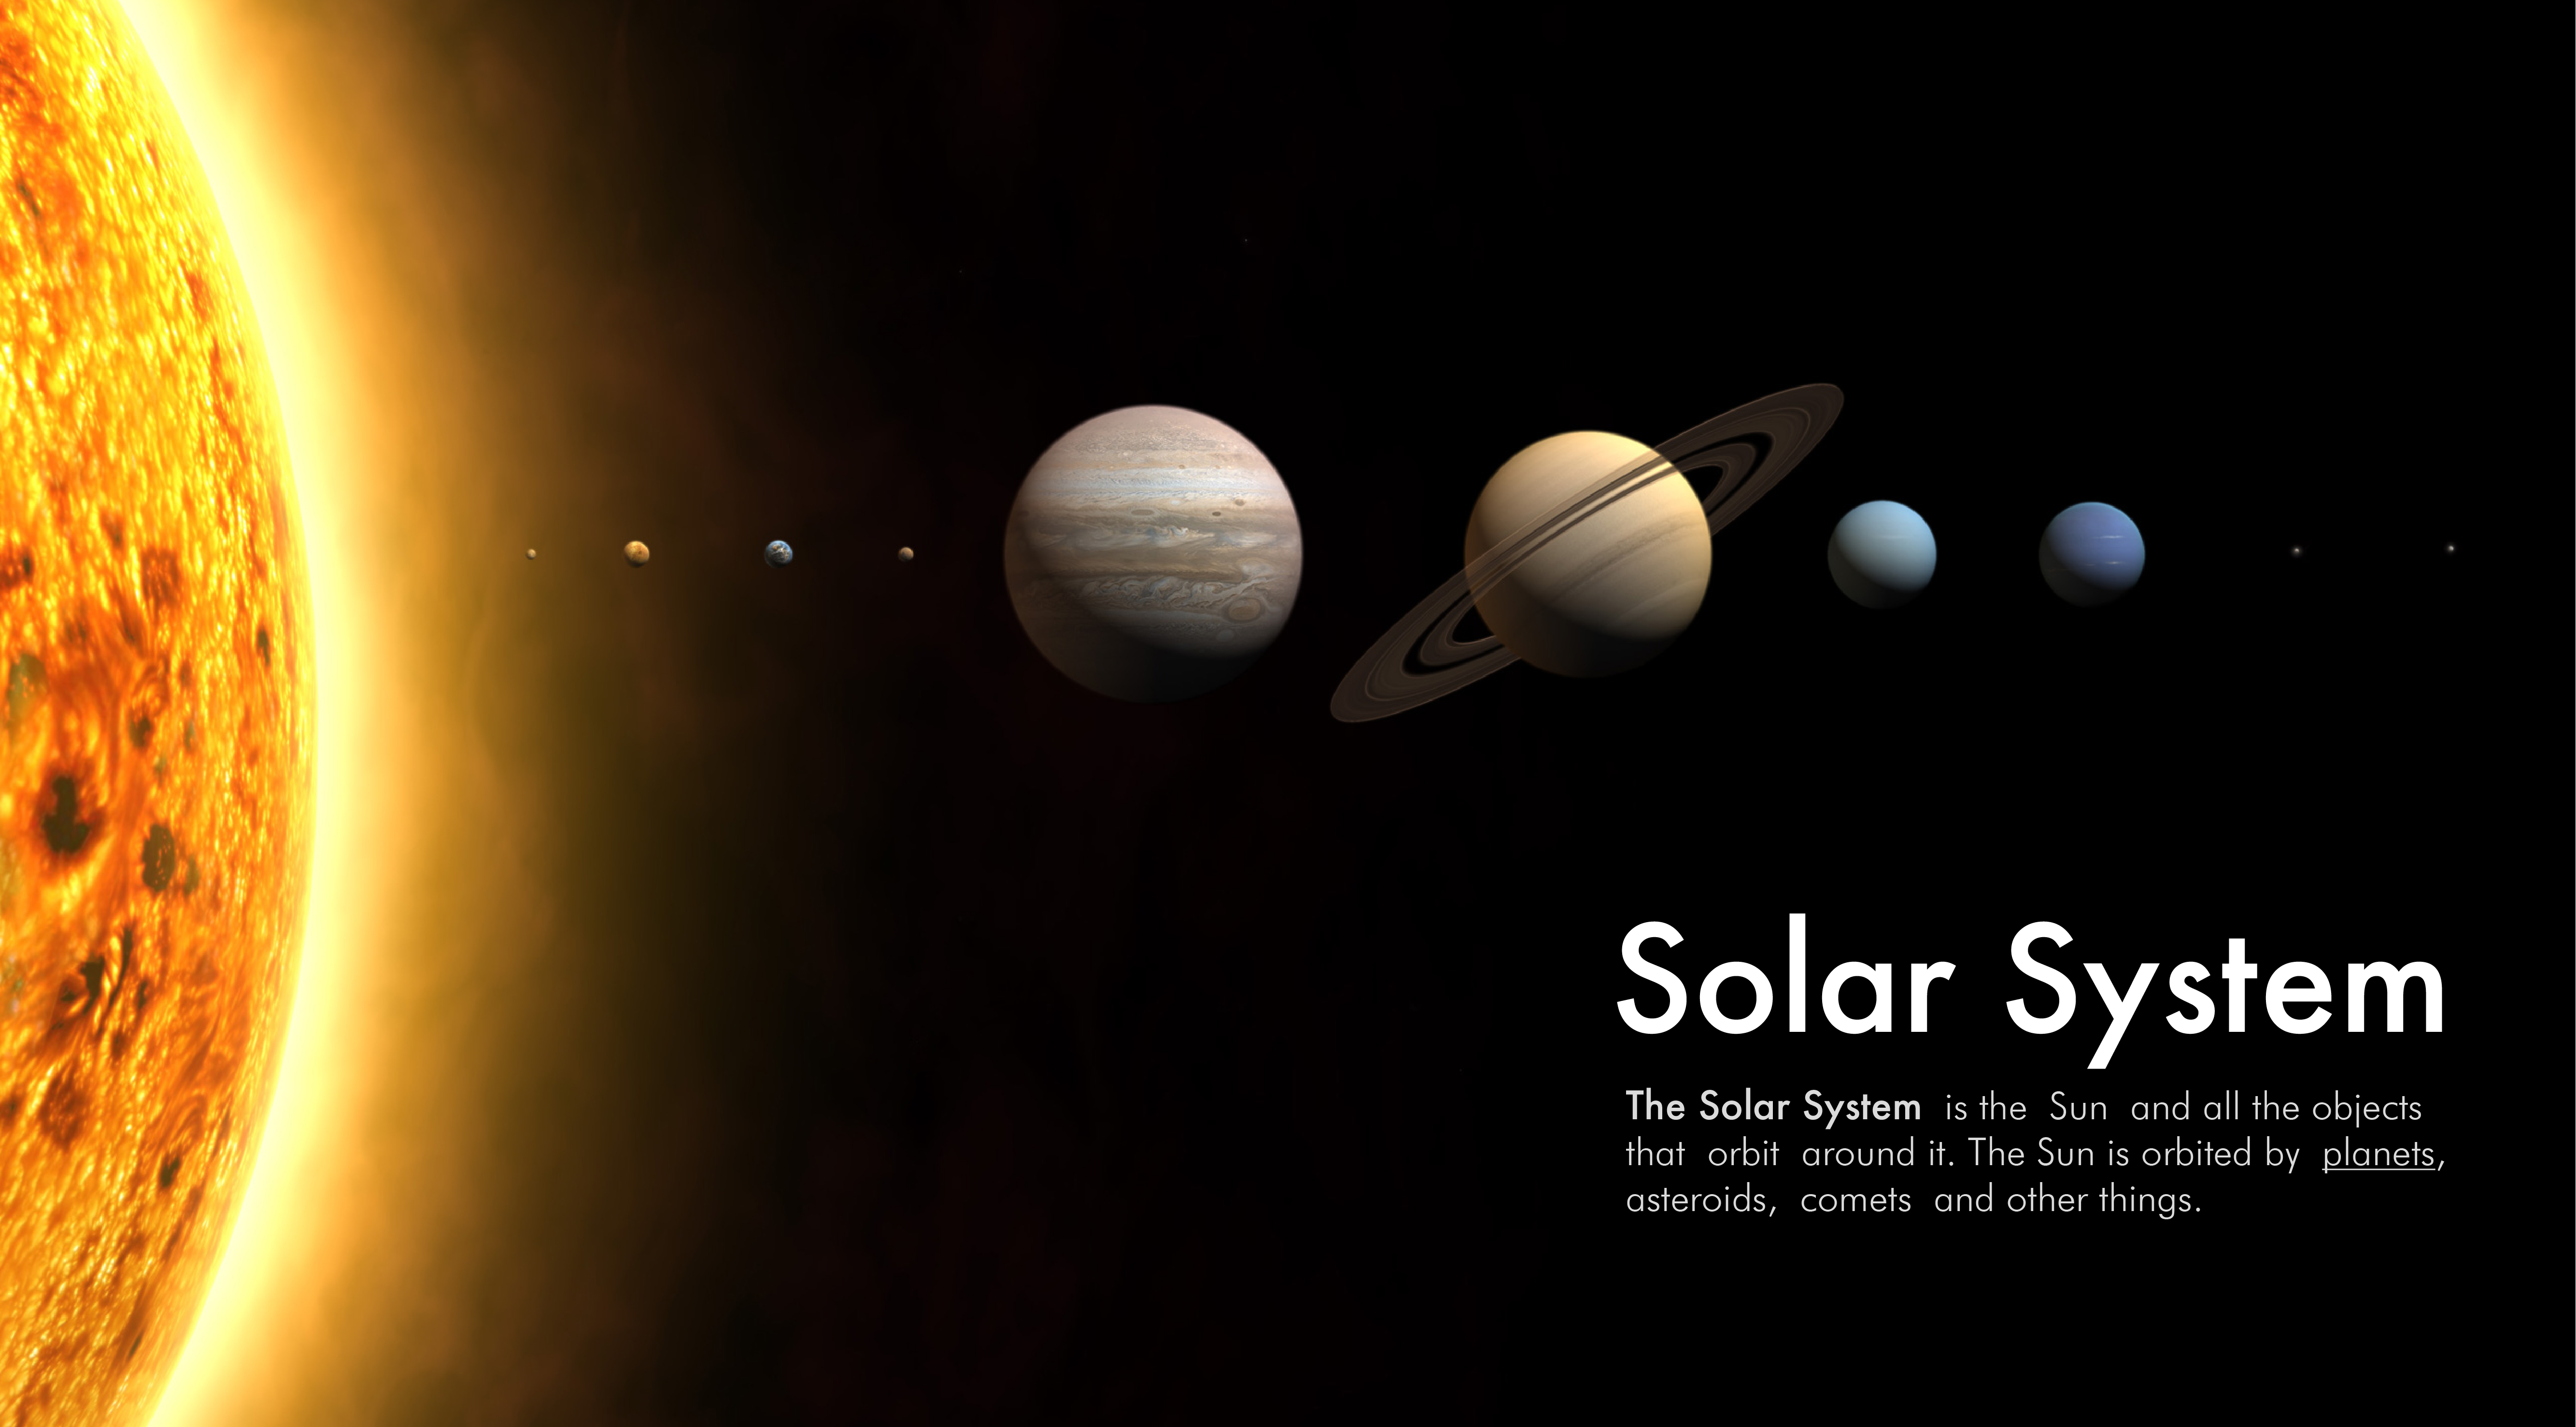 Solar System
The Solar System is the Sun and all the objects
that orbit around it. The Sun is orbited by planets,
asteroids, comets and other things.